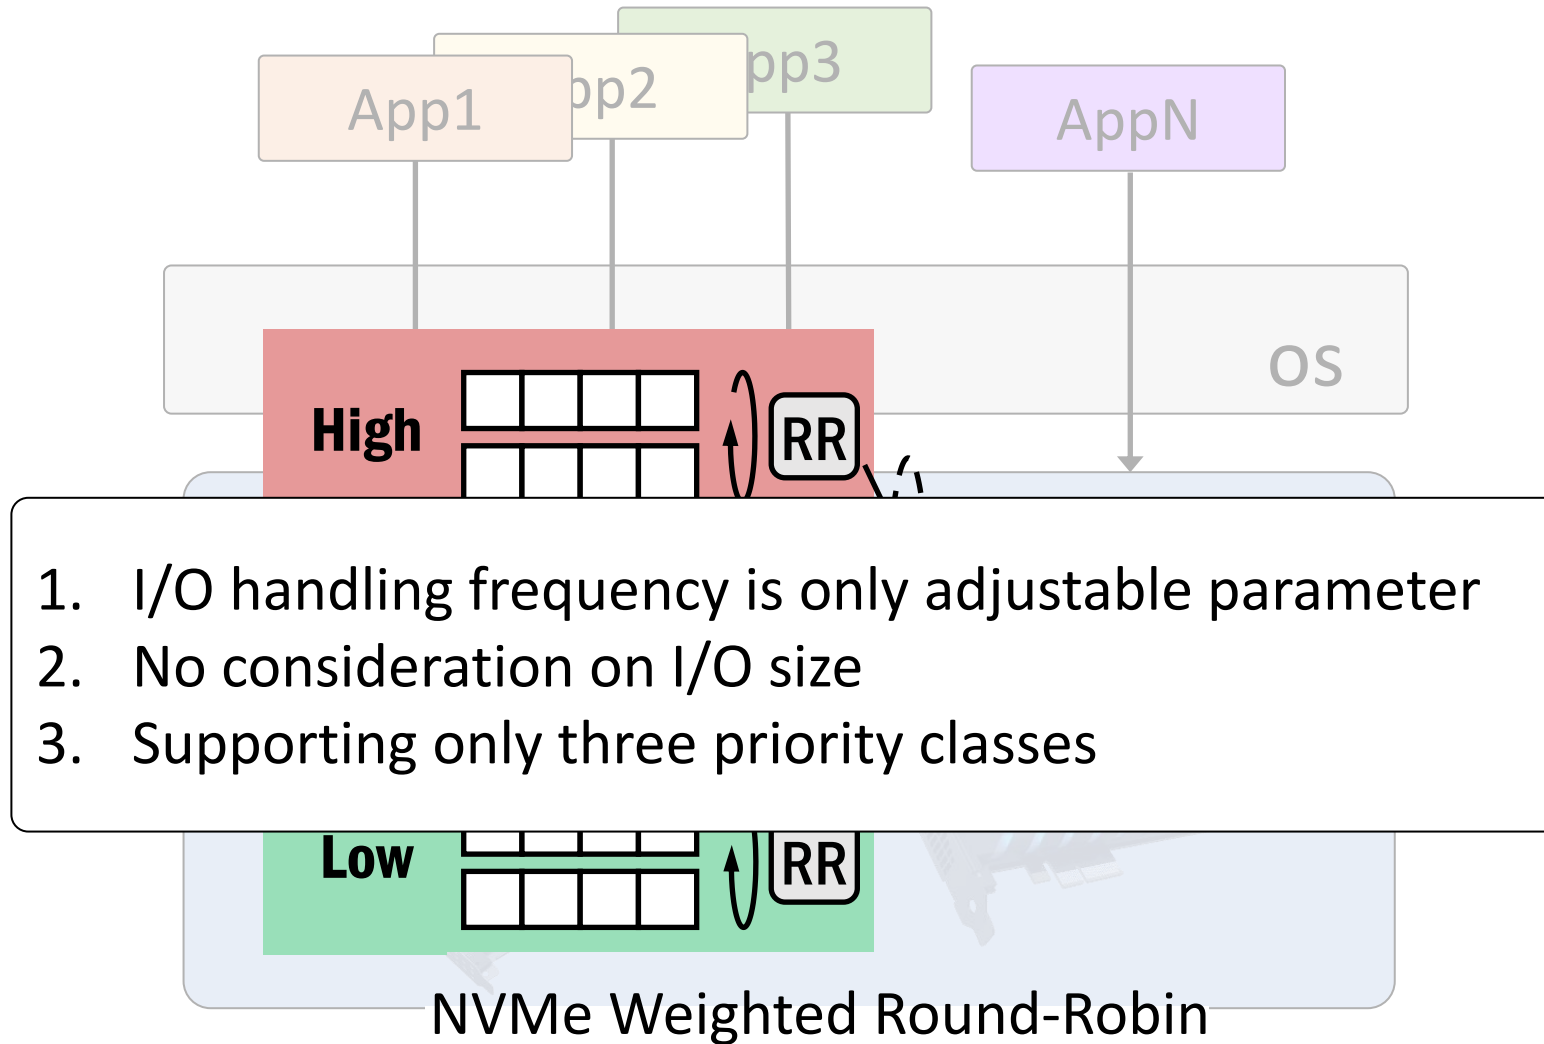 pp3
pp2
App1
AppN
OS
High
RR
1. I/O handling frequency is only adjustable parameter
2. No consideration on I/O size
3. Supporting only three priority classes
Low
RR
NVMe Weighted Round-Robin